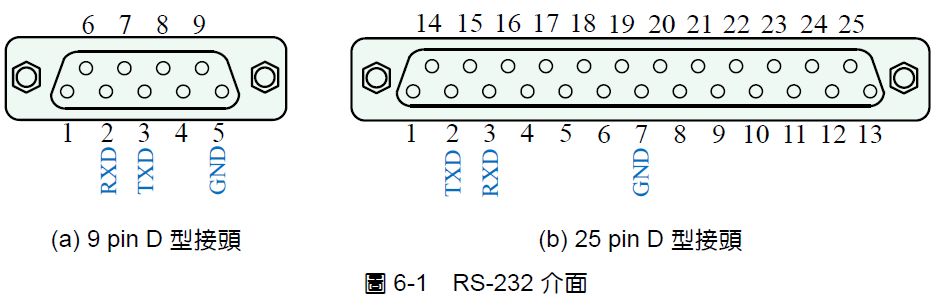 6 7 8 9
1 2 3 4 5
RXD TXD GND
(a) 9 pin D 型接頭
14 15 16 17 18 19 20 21 22 23 24 25
1 2 3 4 5 6 7 8 9 10 11 12 13
TXD RXD GND
(b) 25 pin D 型接頭
圖 6-1 RS-232 介面